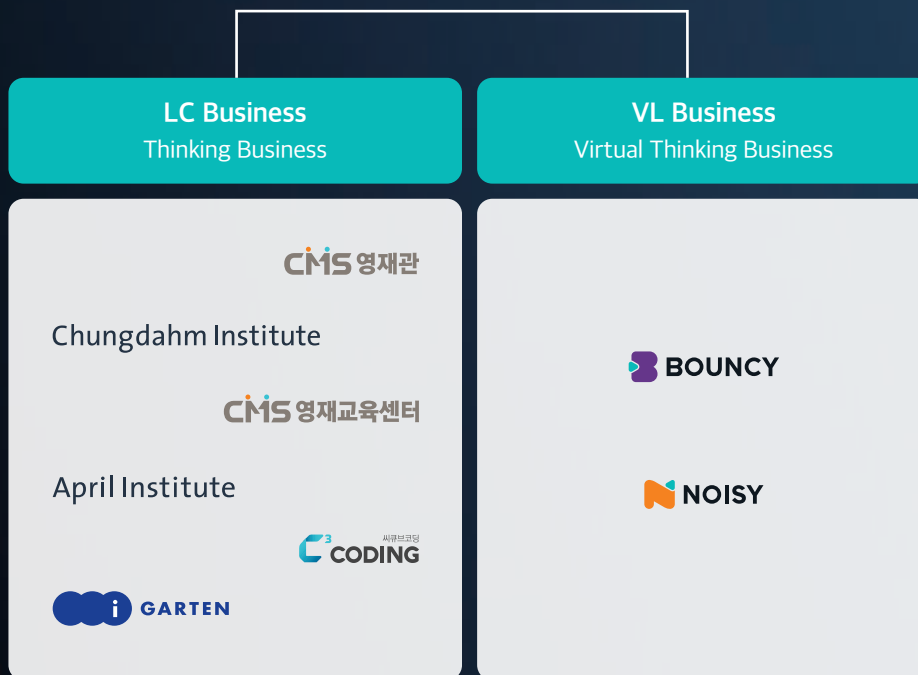 LC Business
Thinking Business
CMS 영재관
Chungdahm Institute
CMS 영재교육센터
April Institute
씨큐브코딩
C3 CODING
i GARTEN
VL Business
Virtual Thinking Business
BOUNCY
NOISY